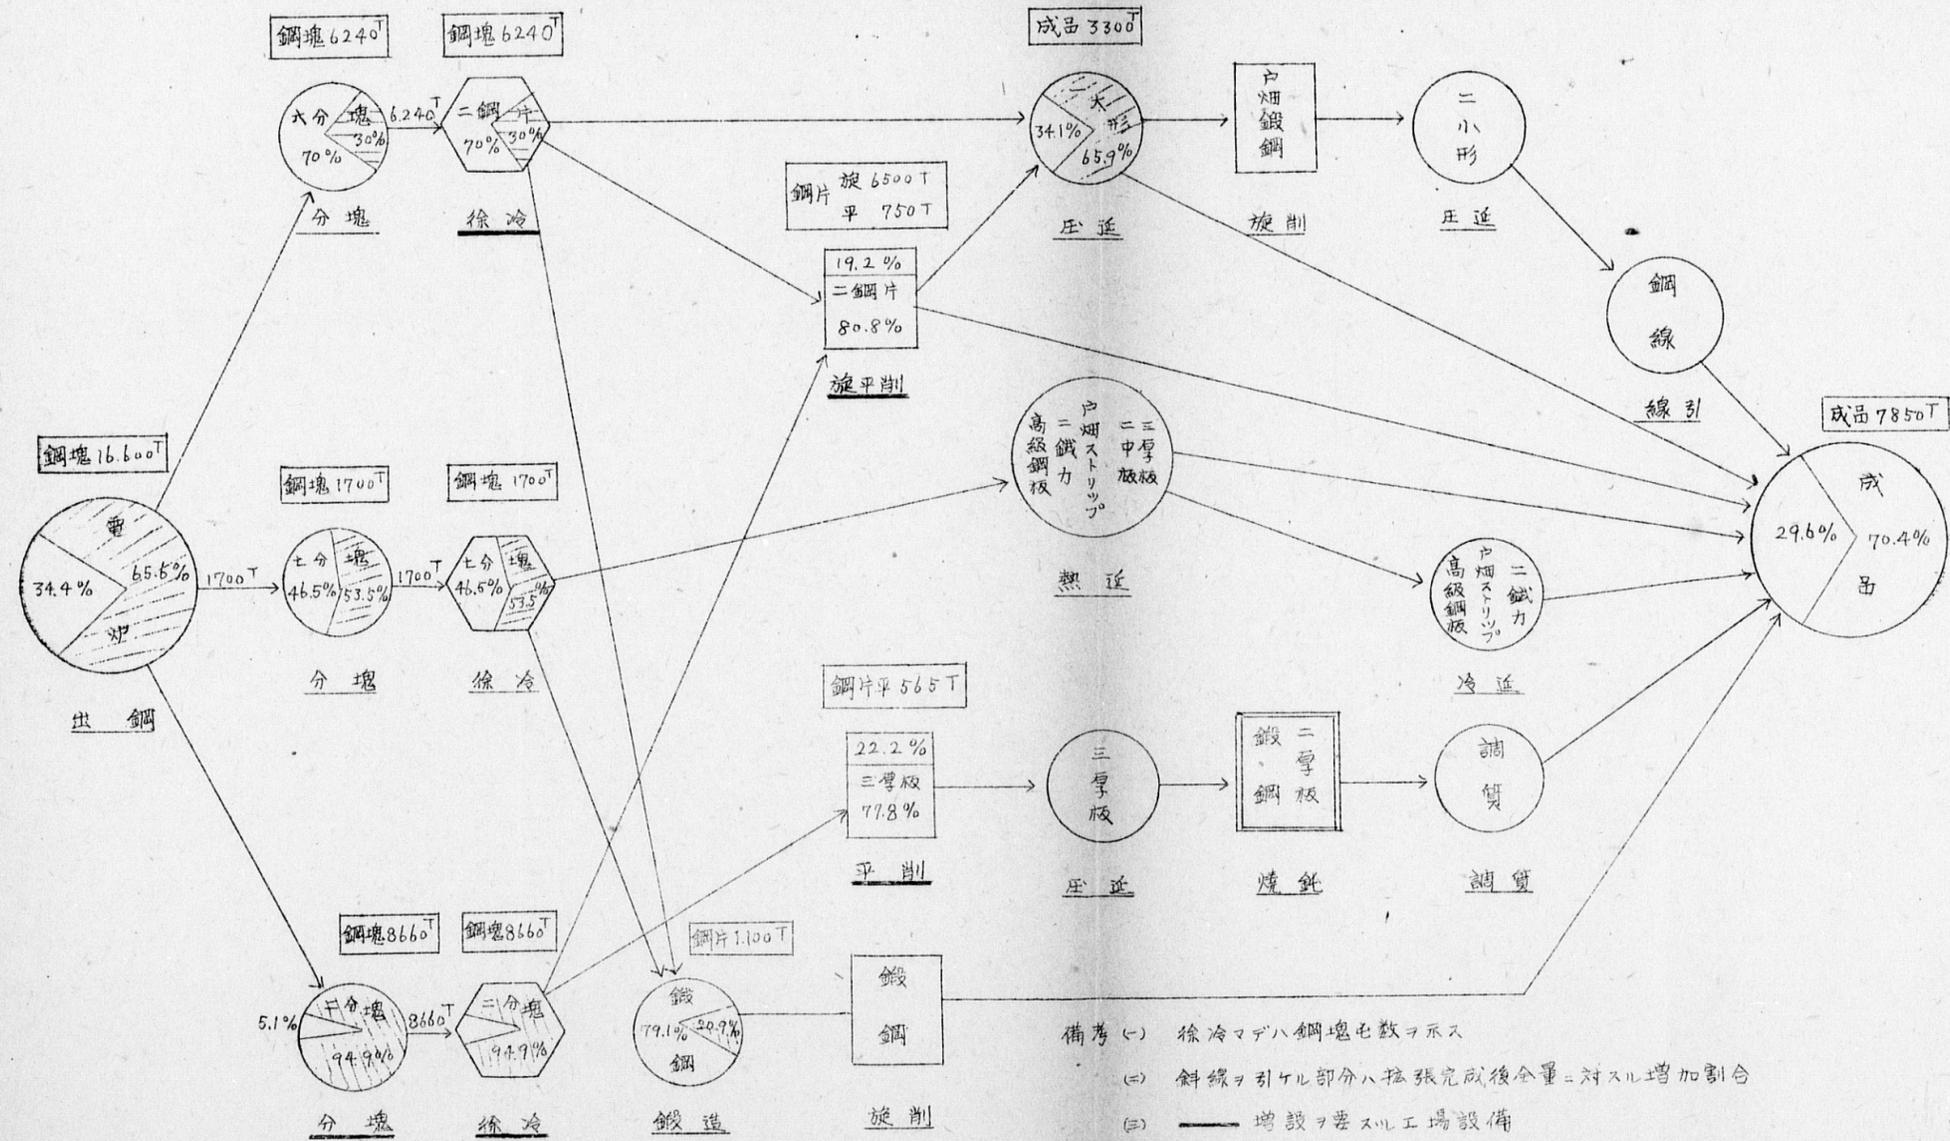 鋼塊6240T
鋼塊6240T
成品3300T
六分塊
30%
70%
6240T
二鋼片
30%
70%
大形
34.1%
65.9%
戸畑鍛鋼
二小形
分塊
徐冷
鋼片 旋6500T
平 750T
圧延
旋削
圧延
19.2%
二鋼片
80.8%
旋平削
鋼線
線引
鋼塊16.600T
鋼塊1700T
鋼塊1700T
三厚板
二中板
戸畑ストリップ
二鈑力
高級鋼板
熱延
成品7850T
電炉
65.6%
34.4%
1700T
七分塊
46.5%
53.5%
1700T
七分塊
46.5%
53.5%
成品
29.6%
70.4%
二鈑力
戸畑ストリップ
高級鋼板
冷延
出鋼
分塊
徐冷
鋼片平565T
22.2%
三厚板
77.8%
平削
三厚板
圧延
二厚板
鍛鋼
焼鈍
調質
調質
鋼塊8660T
鋼塊8660T
鋼片1.100T
5.1%
二分塊
94.9%
8660T
二分塊
94.9%
鍛鋼
79.1%
20.9%
鍛鋼
分塊
徐冷
鍛造
旋削
備考(一) 徐冷マデハ鋼塊屯数ヲ示ス
(二) 斜線ヲ引ケル部分ハ拡張完成後全量ニ対スル増加割合
(三) 増設ヲ要スル工場設備